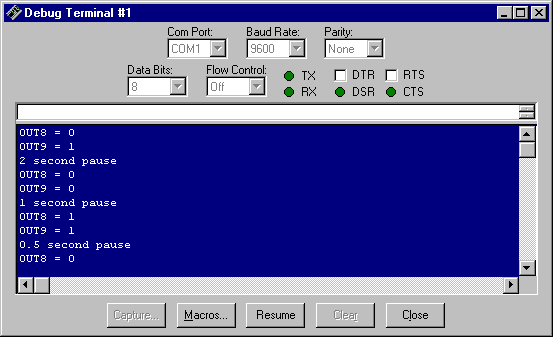 Debug Terminal #1
Com Port: Baud Rate: Parity:
COM1 9600 None
Data Bits: Flow Control: TX DTR RTS
8 Off RX DSR CTS
OUT8 = 0
OUT9 = 1
2 second pause
OUT8 = 0
OUT9 = 0
1 second pause
OUT8 = 1
OUT9 = 1
0.5 second pause
OUT8 = 0
Capture... Macros... Resume Clear Close